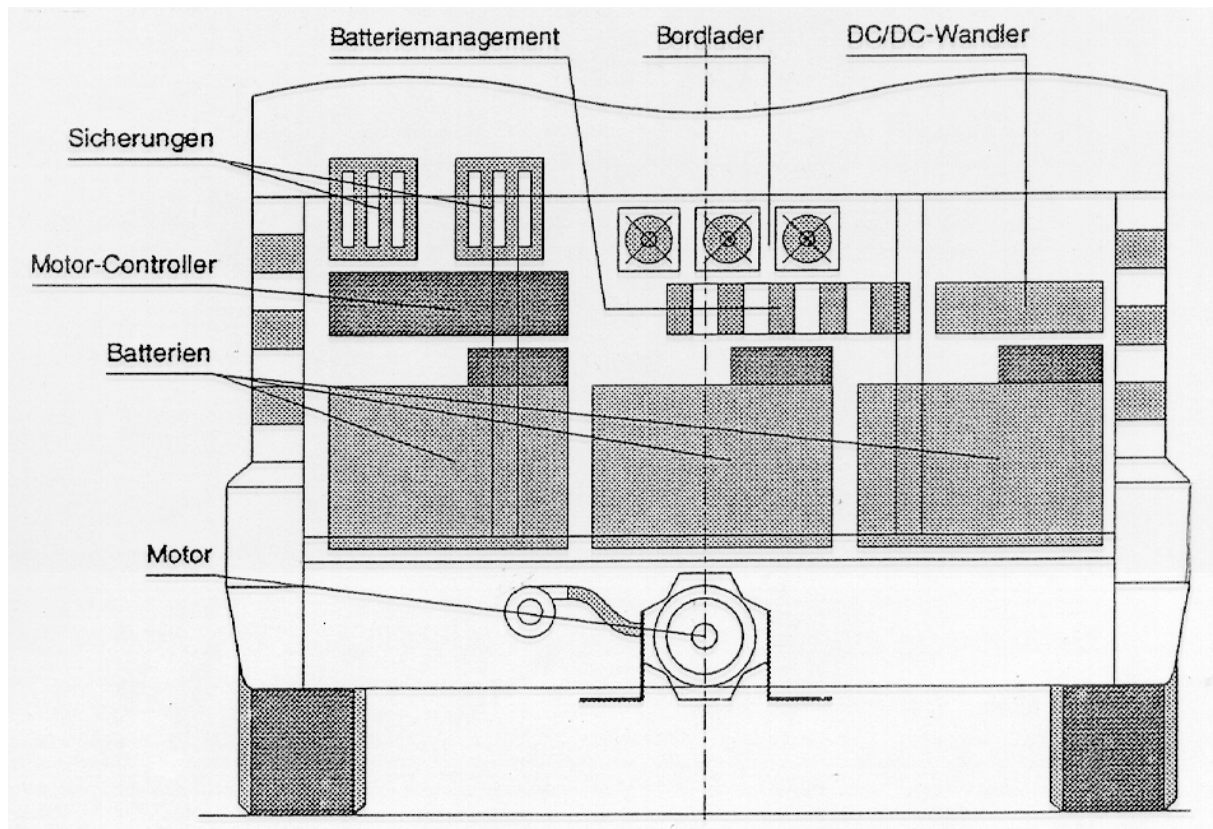 Batteriemanagement
Bordlader
DC/DC-Wandler
Sicherungen
Motor-Controller
Batterien
Motor